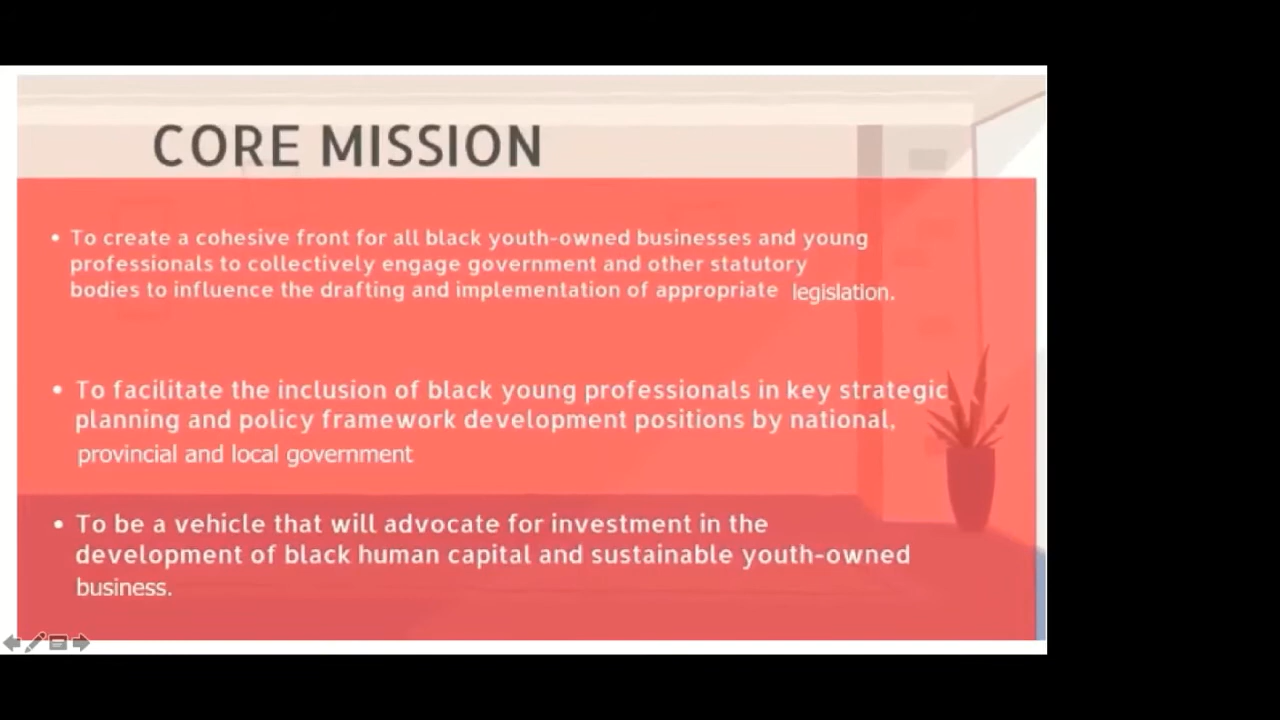 CORE MISSION
• To create a cohesive front for all black youth-owned businesses and young
professionals to collectively engage government and other statutory
bodies to influence the drafting and implementation of appropriate legislation.
• To facilitate the inclusion of black young professionals in key strategic
planning and policy framework development positions by national,
provincial and local government
• To be a vehicle that will advocate for investment in the
development of black human capital and sustainable youth-owned
business.